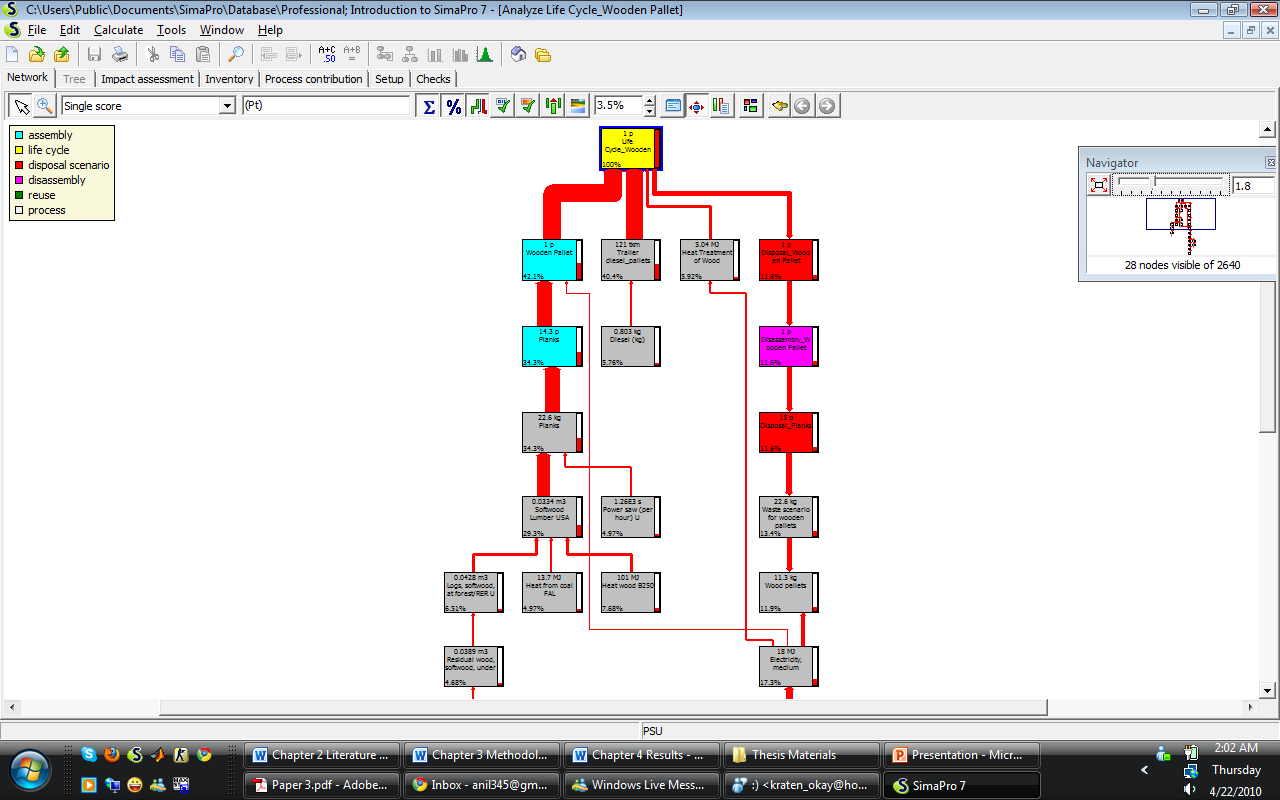 C:\Users\Public\Documents\SimaPro\Database\Professional; Introduction to SimaPro 7 - [Analyze Life Cycle_Wooden Pallet]
File Edit Calculate Tools Window Help
A+C
.50
A+B
=
Network Tree Impact assessment Inventory Process contribution Setup Checks
Single score
(Pt)
Σ
%
3.5%
assembly
life cycle
disposal scenario
disassembly
reuse
process
Navigator
1.8
28 nodes visible of 2640
1 p
Life
Cycle_Wooden
100%
1 p
Wooden Pallet
42.1%
121 tkm
Trailer
diesel_pallets
40.4%
5.04 MJ
Heat Treatment
of Wood
5.92%
1 p
Disposal_Wood
en Pallet
11.6%
14.3 p
Planks
34.3%
0.803 kg
Diesel (kg)
5.76%
1 p
Disassembly_W
ooden Pallet
11.6%
22.6 kg
Planks
34.3%
15 p
Disposal_Planks
11.6%
0.0334 m3
Softwood
Lumber USA
29.3%
1.26E3 s
Power saw (per
hour) U
4.97%
22.6 kg
Waste scenario
for wooden
pallets
13.4%
0.0428 m3
Logs, softwood,
at forest/RER U
6.51%
13.7 MJ
Heat from coal
FAL
4.97%
101 MJ
Heat wood B250
7.68%
11.3 kg
Wood pellets
11.9%
0.0389 m3
Residual wood,
softwood, under
4.68%
18 MJ
Electricity,
medium
17.3%
PSU
Chapter 2 Literature ...
Chapter 3 Methodol...
Chapter 4 Results - ...
Thesis Materials
Presentation - Micr...
Paper 3.pdf - Adobe...
Inbox - anil345@gm...
Windows Live Mess...
:) <kraten_okay@ho...
SimaPro 7
2:02 AM
Thursday
4/22/2010